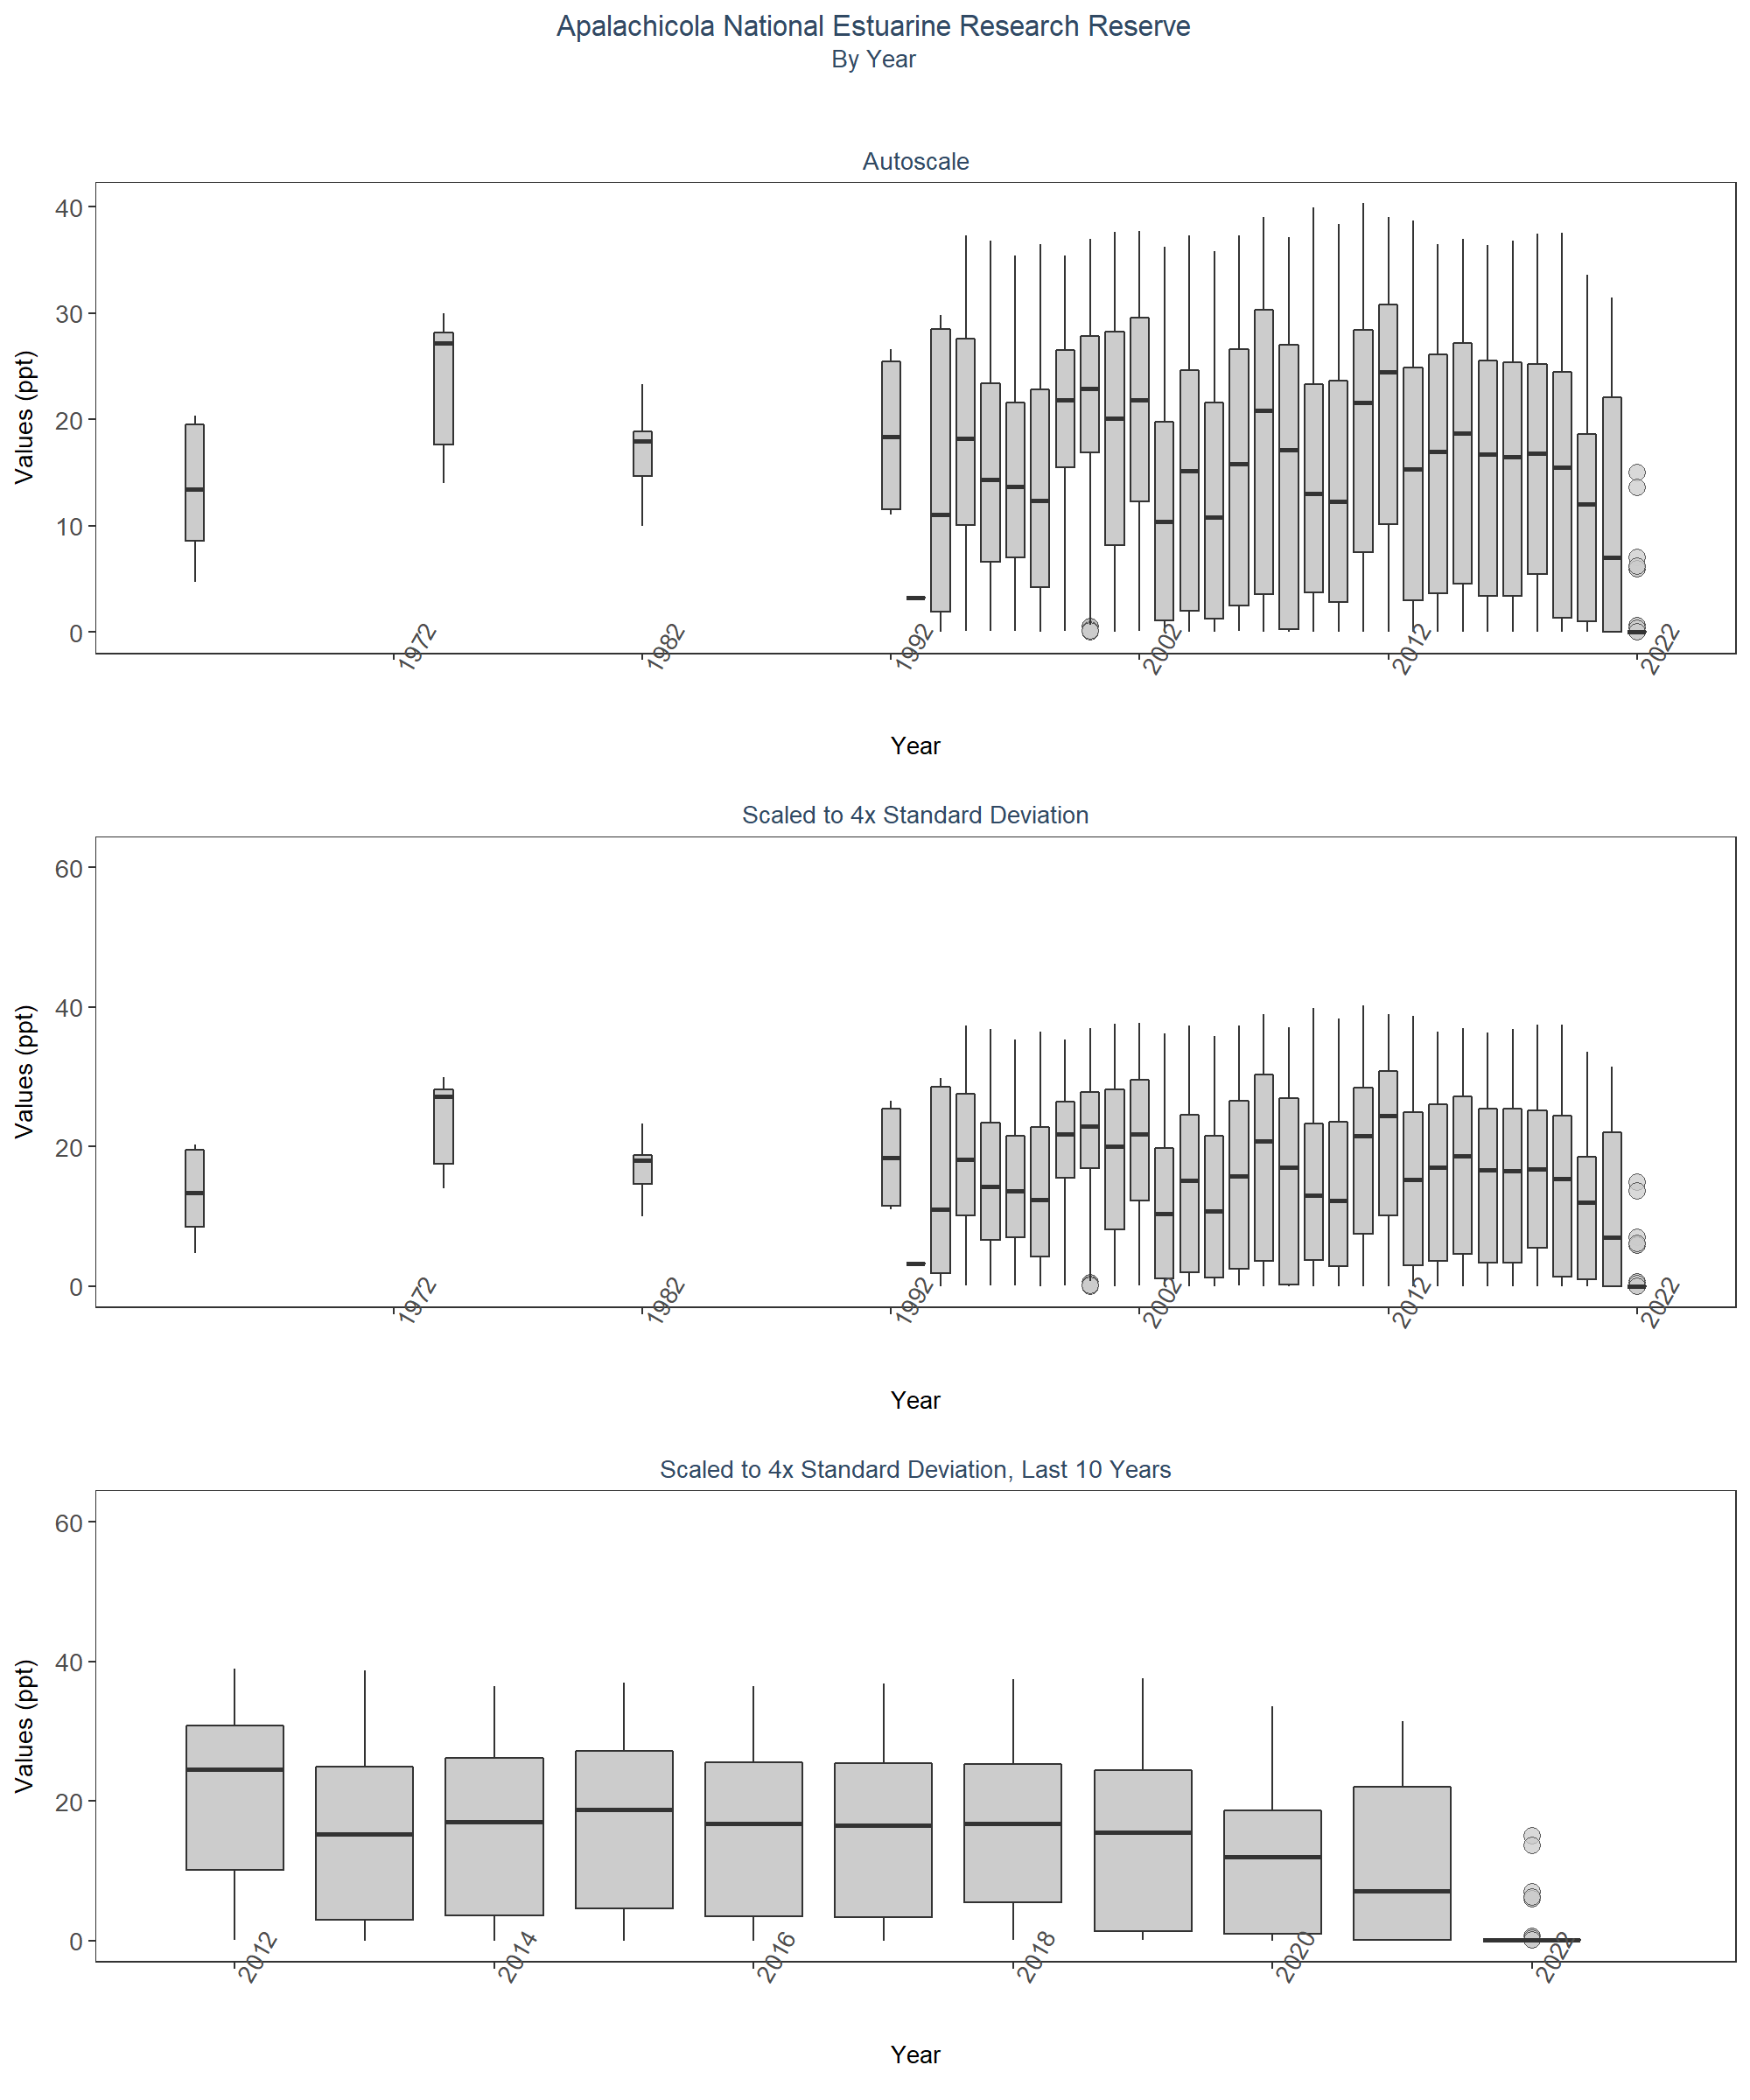 Apalachicola National Estuarine Research Reserve
By Year
Autoscale
Values (ppt)
40
30
20
10
0
1972
1982
1992
2002
2012
2022
Year
Scaled to 4x Standard Deviation
Values (ppt)
60
40
20
0
1972
1982
1992
2002
2012
2022
Year
Scaled to 4x Standard Deviation, Last 10 Years
Values (ppt)
60
40
20
0
2012
2014
2016
2018
2020
2022
Year